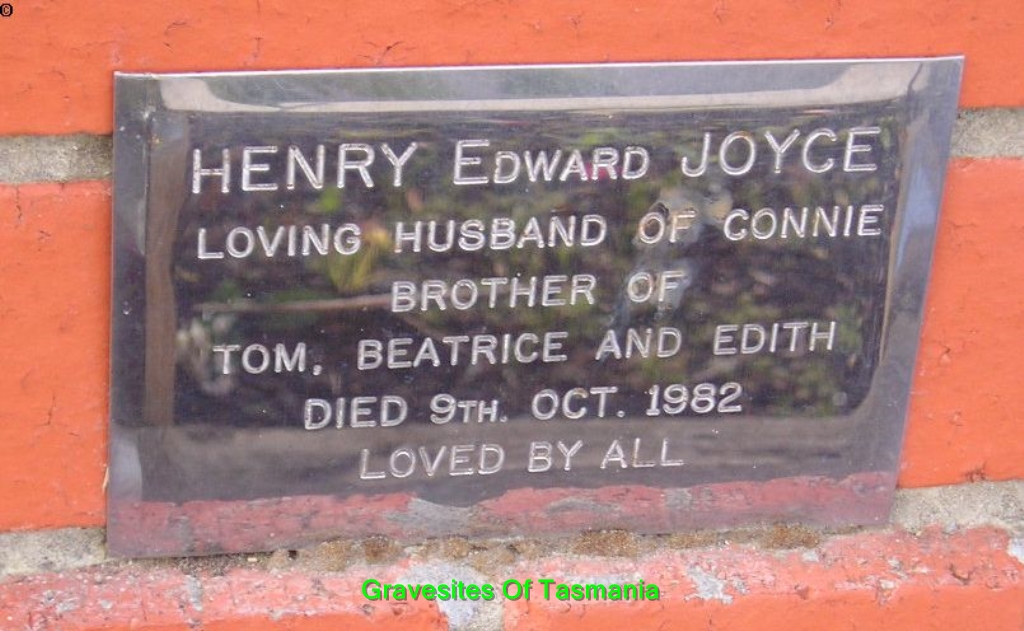 ©
HENRY EDWARD JOYCE
LOVING HUSBAND OF CONNIE
BROTHER OF
TOM, BEATRICE AND EDITH
DIED 9TH. OCT. 1982
LOVED BY ALL
Gravesites Of Tasmania